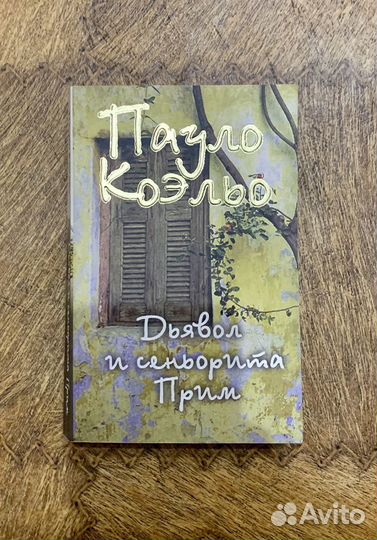 Пауло
Коэльо
Дьявол
и сеньорита
Прим
Avito